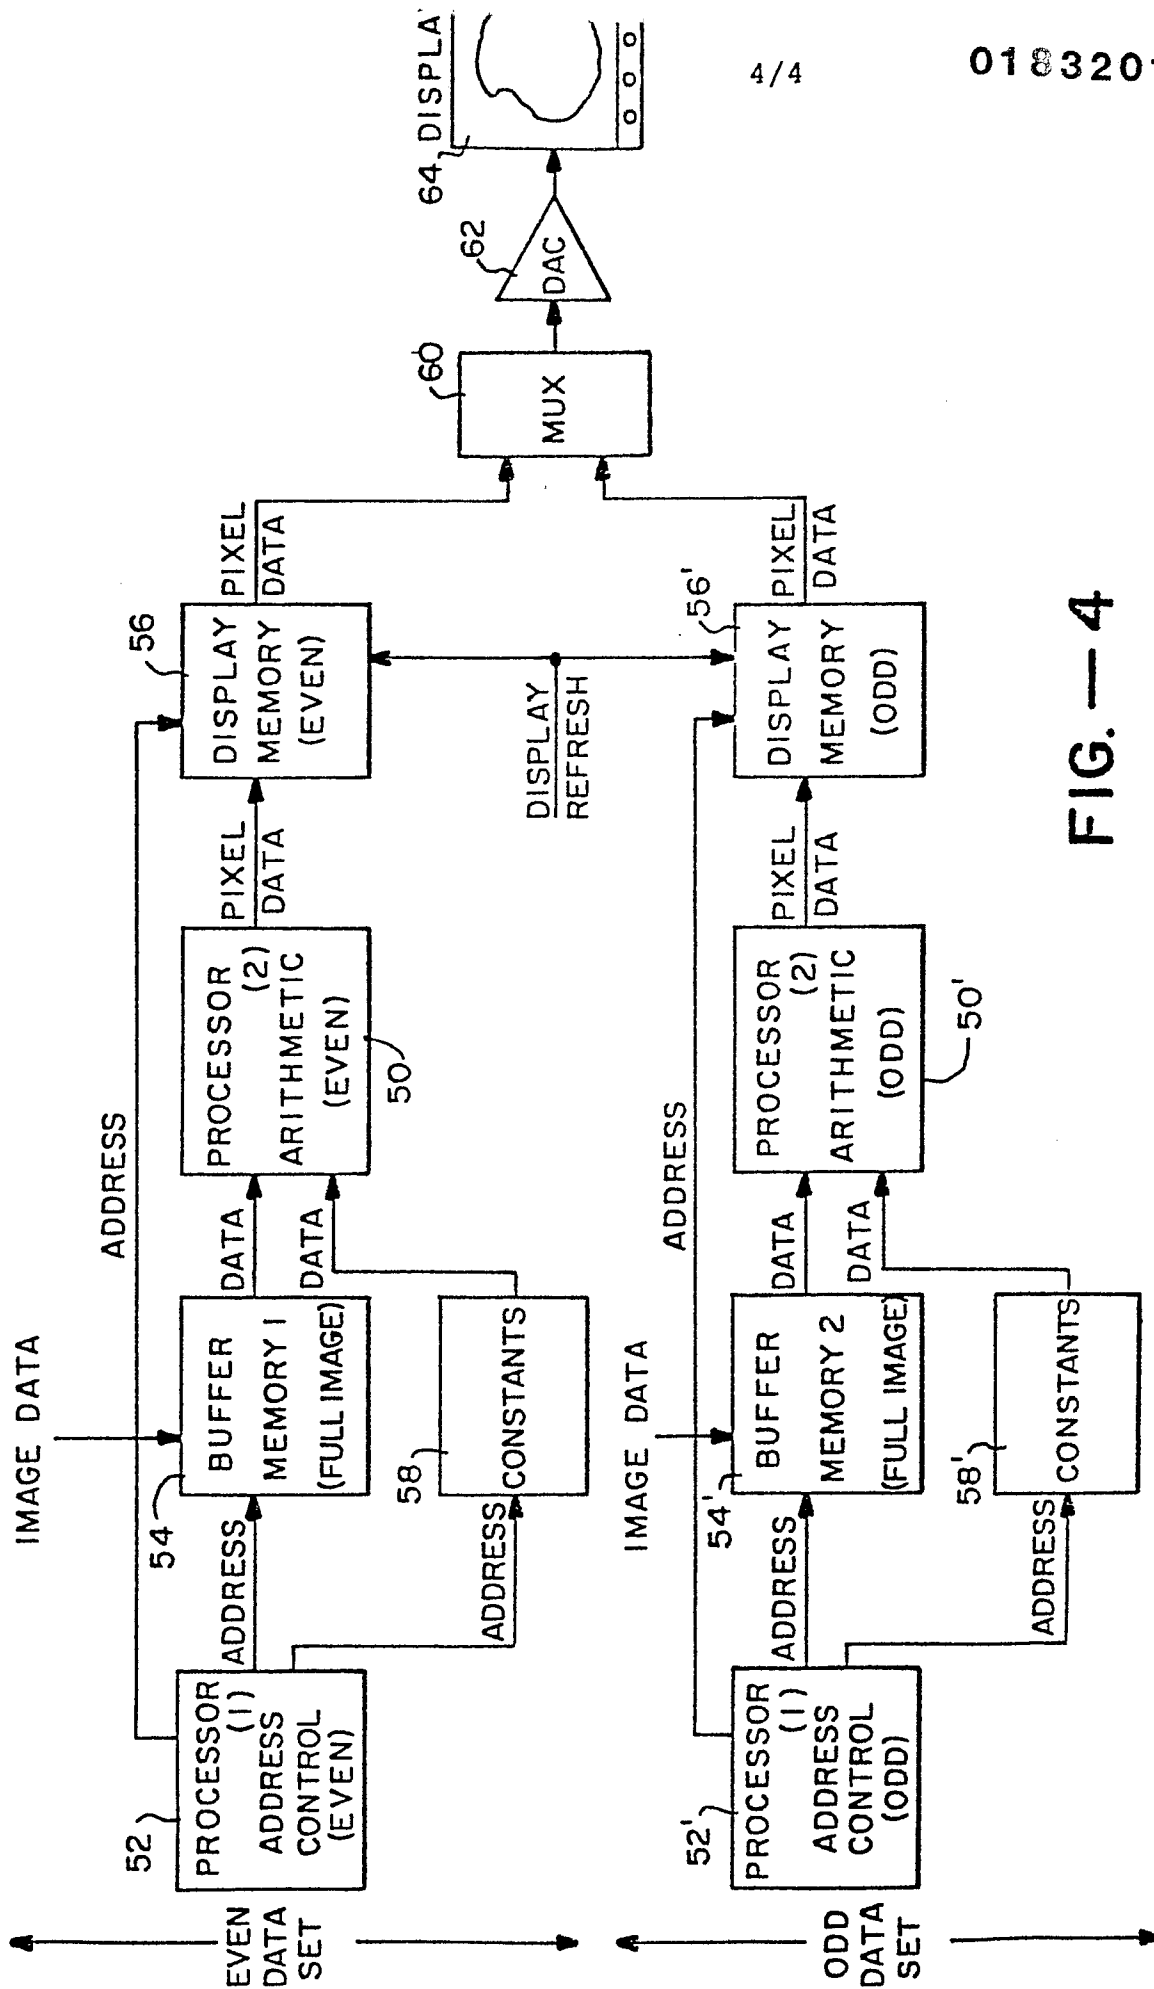 4/4
EVEN
DATA
SET
IMAGE DATA
ADDRESS
52
PROCESSOR
(1)
ADDRESS
CONTROL
(EVEN)
ADDRESS
ADDRESS
54
BUFFER
MEMORY 1
(FULL IMAGE)
58
CONSTANTS
DATA
DATA
PROCESSOR
(2)
ARITHMETIC
(EVEN)
50
PIXEL
DATA
56
DISPLAY
MEMORY
(EVEN)
PIXEL
DATA
DISPLAY
REFRESH
60
MUX
62
DAC
64
DISPLA
ODD
DATA
SET
IMAGE DATA
ADDRESS
52'
PROCESSOR
(1)
ADDRESS
CONTROL
(ODD)
ADDRESS
ADDRESS
54'
BUFFER
MEMORY 2
(FULL IMAGE)
58'
CONSTANTS
DATA
DATA
PROCESSOR
(2)
ARITHMETIC
(ODD)
50'
PIXEL
DATA
56'
DISPLAY
MEMORY
(ODD)
PIXEL
DATA
FIG. — 4